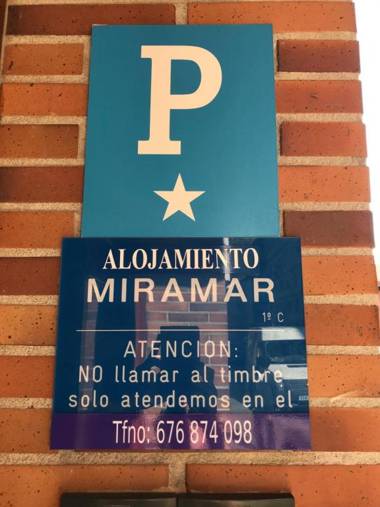 P
ALOJAMIENTO
MIRAMAR
1º C
ATENCION:
NO llamar al timbre
solo atendemos en el
Tfno: 676 874 098